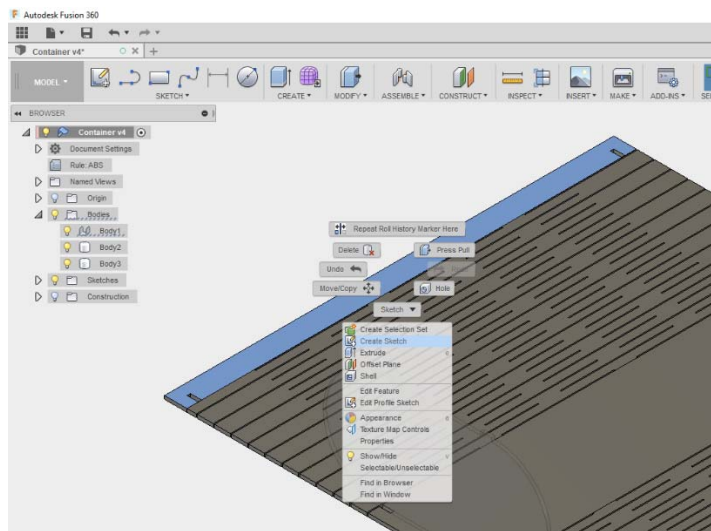 Autodesk Fusion 360
Container v4*
MODEL
SKETCH
CREATE
MODIFY
ASSEMBLE
CONSTRUCT
INSPECT
INSERT
MAKE
ADD-INS
BROWSER
Container v4
Document Settings
Rule: ABS
Named Views
Origin
Bodies
Body1
Body2
Body3
Sketches
Construction
Repeat Roll History Marker Here
Delete
Press Pull
Undo
Move/Copy
Hole
Sketch
Create Selection Set
Create Sketch
Extrude
Offset Plane
Shell
Edit Feature
Edit Profile Sketch
Appearance
Texture Map Controls
Properties
Show/Hide
Selectable/Unselectable
Find in Browser
Find in Window